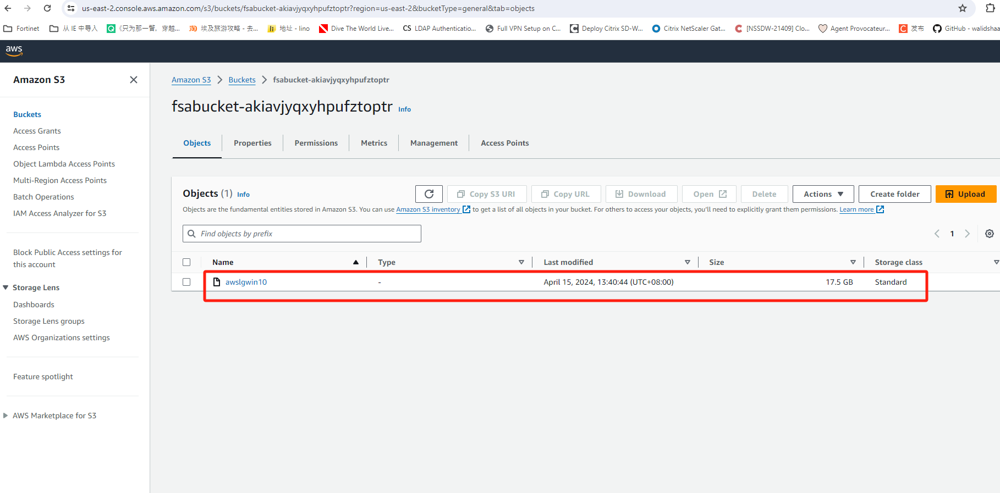 us-east-2.console.aws.amazon.com/s3/buckets/fsabucket-akiavjyqxyhpufztoptr?region=us-east-2&bucketType=general&tab=objects
Fortinet 从 IE 中导入 《只为那一瞥，穿越... 埃及旅游攻略 - 去... 地址 - lino Dive The World Live... CS LDAP Authenticatio... Full VPN Setup on C... Deploy Citrix SD-W... Citrix NetScaler Gat... [NSSDW-21409] Clo... Agent Provocateur... C 发布 GitHub - walidshaa
aws
Amazon S3
Buckets
Access Grants
Access Points
Object Lambda Access Points
Multi-Region Access Points
Batch Operations
IAM Access Analyzer for S3
Block Public Access settings for
this account
Storage Lens
Dashboards
Storage Lens groups
AWS Organizations settings
Feature spotlight
AWS Marketplace for S3
Amazon S3 > Buckets > fsabucket-akiavjyqxyhpufztoptr
fsabucket-akiavjyqxyhpufztoptr Info
Objects Properties Permissions Metrics Management Access Points
Objects (1) Info Copy S3 URI Copy URL Download Open Delete Actions Create folder Upload
Objects are the fundamental entities stored in Amazon S3. You can use Amazon S3 inventory to get a list of all objects in your bucket. For others to access your objects, you'll need to explicitly grant them permissions. Learn more
Find objects by prefix
1
Name Type Last modified Size Storage class
awslgwin10 - April 15, 2024, 13:40:44 (UTC+08:00) 17.5 GB Standard